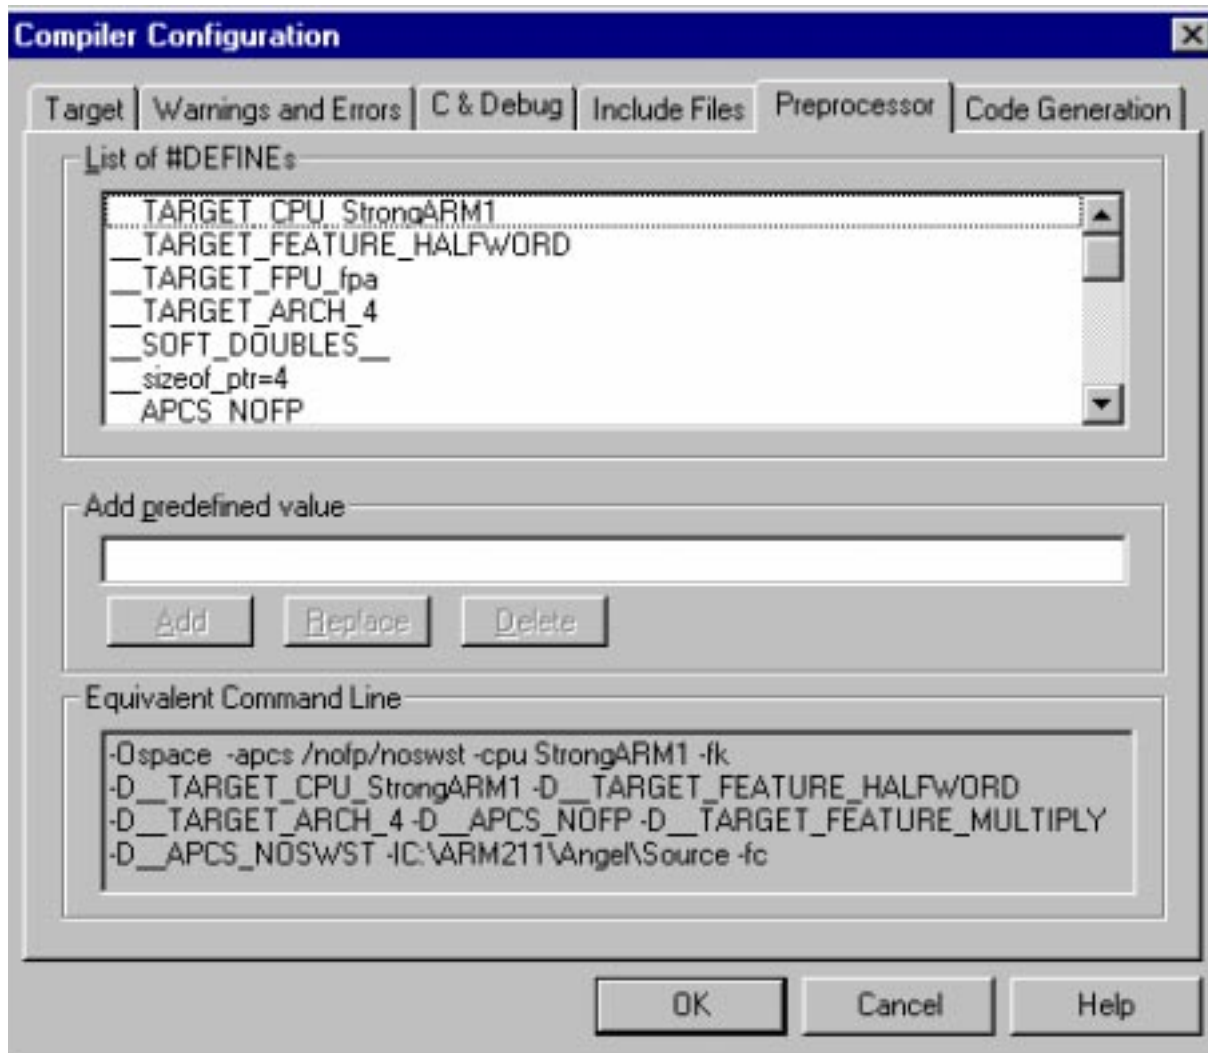 Compiler Configuration
Target
Warnings and Errors
C & Debug
Include Files
Preprocessor
Code Generation
List of #DEFINEs
__TARGET_CPU_StrongARM1
__TARGET_FEATURE_HALFWORD
__TARGET_FPU_fpa
__TARGET_ARCH_4
__SOFT_DOUBLES__
__sizeof_ptr=4
__APCS_NOFP
Add predefined value
Add
Replace
Delete
Equivalent Command Line
-Ospace -apcs /nofp/noswst -cpu StrongARM1 -fk
-D__TARGET_CPU_StrongARM1 -D__TARGET_FEATURE_HALFWORD
-D__TARGET_ARCH_4 -D__APCS_NOFP -D__TARGET_FEATURE_MULTIPLY
-D__APCS_NOSWST -IC:\ARM211\Angel\Source -fc
OK
Cancel
Help